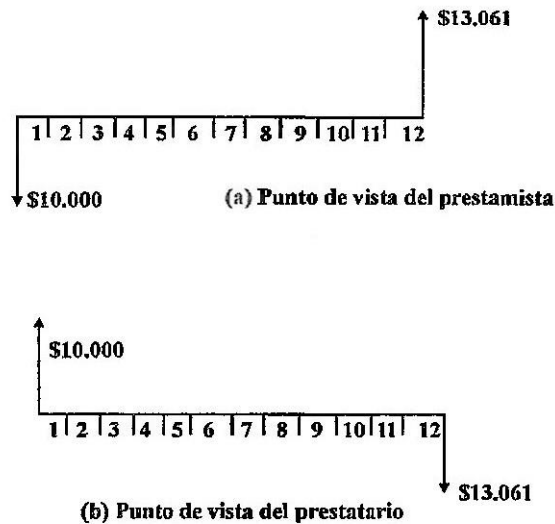 $13.061
1 2 3 4 5 6 7 8 9 10 11 12
$10.000
(a) Punto de vista del prestamista
$10.000
1 2 3 4 5 6 7 8 9 10 11 12
$13.061
(b) Punto de vista del prestatario